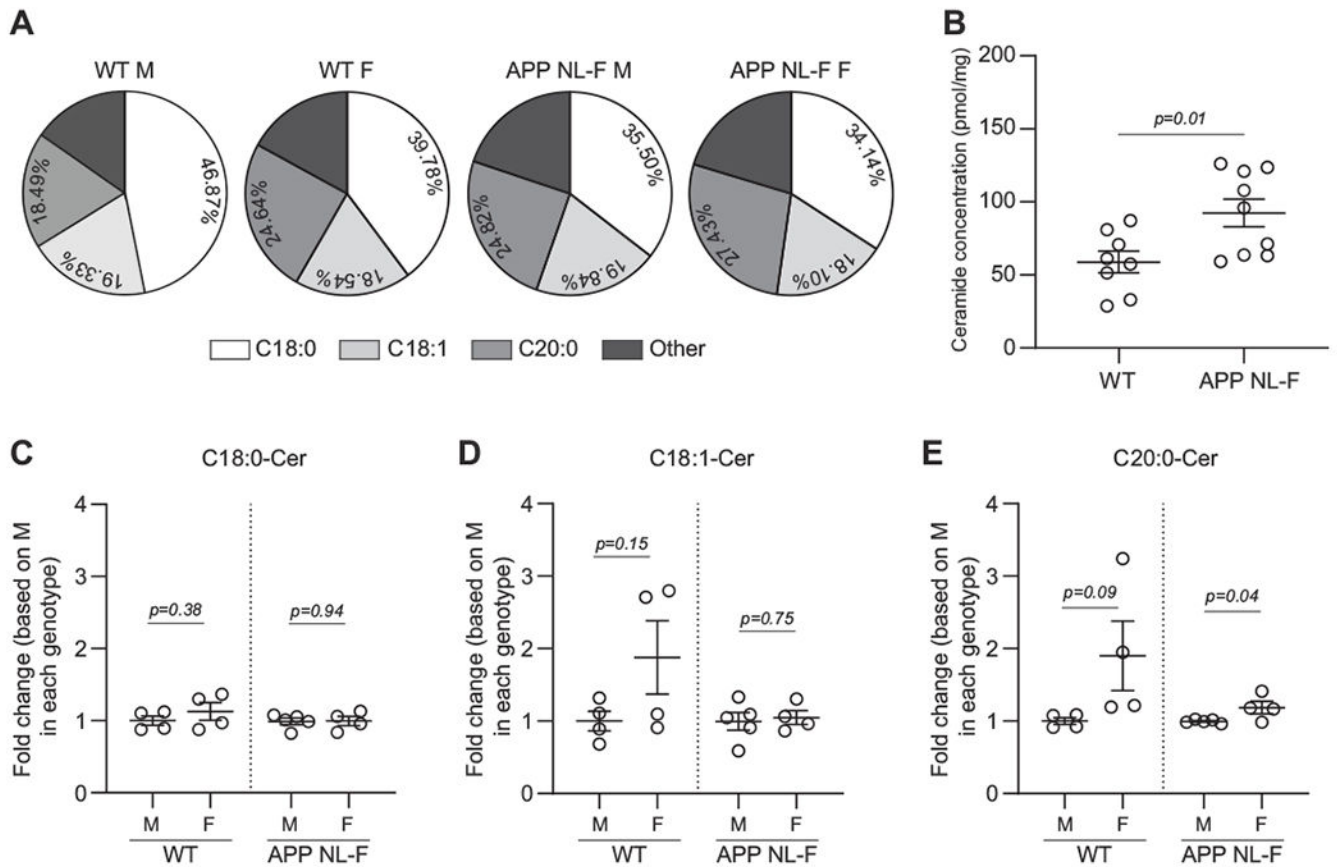 A
WT M
WT F
APP NL-F M
APP NL-F F
46.87%
19.33%
18.49%
39.78%
18.54%
24.64%
35.50%
19.84%
24.82%
34.14%
18.10%
27.43%
C18:0
C18:1
C20:0
Other
B
Ceramide concentration (pmol/mg)
200
150
100
50
0
p=0.01
WT
APP NL-F
C
C18:0-Cer
Fold change (based on M
in each genotype)
4
3
2
1
0
p=0.38
p=0.94
M
F
M
F
WT
APP NL-F
D
C18:1-Cer
Fold change (based on M
in each genotype)
4
3
2
1
0
p=0.15
p=0.75
M
F
M
F
WT
APP NL-F
E
C20:0-Cer
Fold change (based on M
in each genotype)
4
3
2
1
0
p=0.09
p=0.04
M
F
M
F
WT
APP NL-F